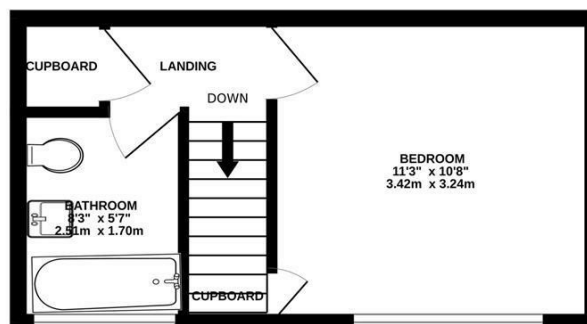 CUPBOARD
LANDING
DOWN
BEDROOM
11'3" x 10'8"
3.42m x 3.24m
BATHROOM
8'3" x 5'7"
2.51m x 1.70m
CUPBOARD